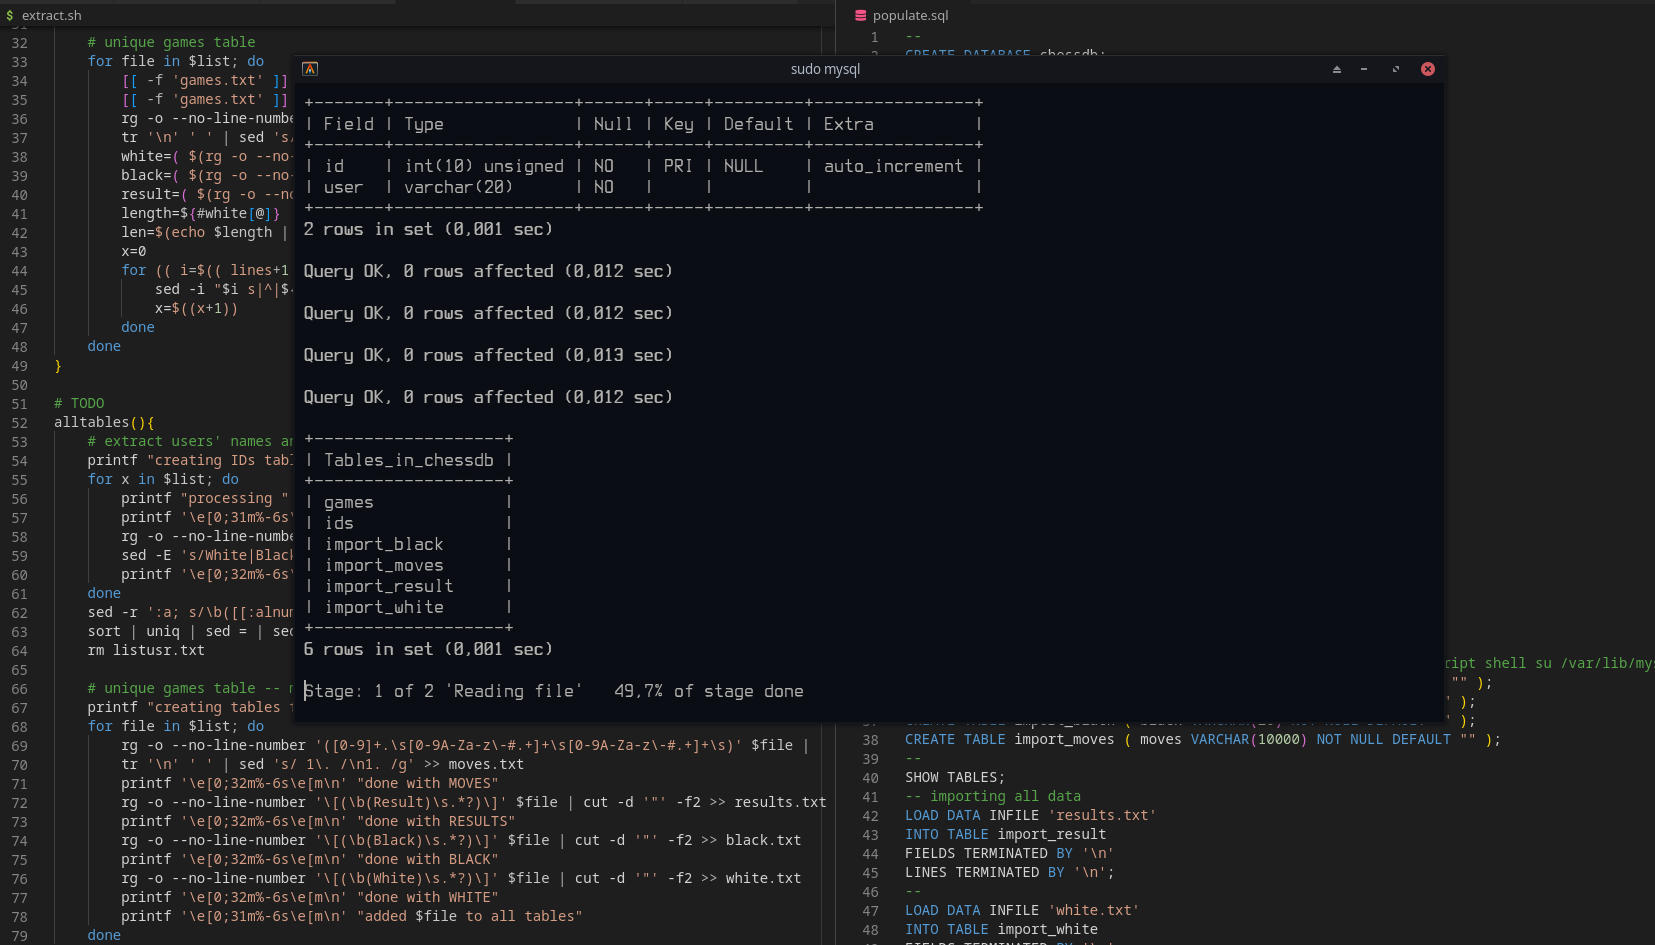 $ extract.sh
32 # unique games table
33 for file in $list; do
34 [[ -f 'games.txt' ]]
35 [[ -f 'games.txt' ]]
36 rg -o --no-line-numbe
37 tr '\n' ' ' | sed 's/
38 white=( $(rg -o --no-
39 black=( $(rg -o --no-
40 result=( $(rg -o --no
41 length=${#white[@]}
42 len=$(echo $length |
43 x=0
44 for (( i=$(( lines+1
45 sed -i "$i s|^|$
46 x=$((x+1))
47 done
48 done
49 }
50
51 # TODO
52 alltables(){
53 # extract users' names an
54 printf "creating IDs tabl
55 for x in $list; do
56 printf "processing "
57 printf '\e[0;31m%-6s\
58 rg -o --no-line-numbe
59 sed -E 's/White|Black
60 printf '\e[0;32m%-6s\
61 done
62 sed -r ':a; s/\b([[:alnum
63 sort | uniq | sed = | sed
64 rm listusr.txt
65
66 # unique games table -- m
67 printf "creating tables f
68 for file in $list; do
69 rg -o --no-line-number '([0-9]+.\s[0-9A-Za-z\-#.+]+\s[0-9A-Za-z\-#.+]+\s)' $file |
70 tr '\n' ' ' | sed 's/ 1\. /\n1. /g' >> moves.txt
71 printf '\e[0;32m%-6s\e[m\n' "done with MOVES"
72 rg -o --no-line-number '\[(\b(Result)\s.*?)\]' $file | cut -d '"' -f2 >> results.txt
73 printf '\e[0;32m%-6s\e[m\n' "done with RESULTS"
74 rg -o --no-line-number '\[(\b(Black)\s.*?)\]' $file | cut -d '"' -f2 >> black.txt
75 printf '\e[0;32m%-6s\e[m\n' "done with BLACK"
76 rg -o --no-line-number '\[(\b(White)\s.*?)\]' $file | cut -d '"' -f2 >> white.txt
77 printf '\e[0;32m%-6s\e[m\n' "done with WHITE"
78 printf '\e[0;31m%-6s\e[m\n' "added $file to all tables"
79 done
sudo mysql
+-------+------------------+------+-----+---------+----------------+
| Field | Type | Null | Key | Default | Extra |
+-------+------------------+------+-----+---------+----------------+
| id | int(10) unsigned | NO | PRI | NULL | auto_increment |
| user | varchar(20) | NO | | | |
+-------+------------------+------+-----+---------+----------------+
2 rows in set (0,001 sec)
Query OK, 0 rows affected (0,012 sec)
Query OK, 0 rows affected (0,012 sec)
Query OK, 0 rows affected (0,013 sec)
Query OK, 0 rows affected (0,012 sec)
+-------------------+
| Tables_in_chessdb |
+-------------------+
| games |
| ids |
| import_black |
| import_moves |
| import_result |
| import_white |
+-------------------+
6 rows in set (0,001 sec)
Stage: 1 of 2 'Reading file' 49,7% of stage done
populate.sql
1 --
CREATE DATABASE chessdb;
ript shell su /var/lib/mys
"" );
' );
' );
38 CREATE TABLE import_moves ( moves VARCHAR(10000) NOT NULL DEFAULT "" );
39 --
40 SHOW TABLES;
41 -- importing all data
42 LOAD DATA INFILE 'results.txt'
43 INTO TABLE import_result
44 FIELDS TERMINATED BY '\n'
45 LINES TERMINATED BY '\n';
46 --
47 LOAD DATA INFILE 'white.txt'
48 INTO TABLE import_white